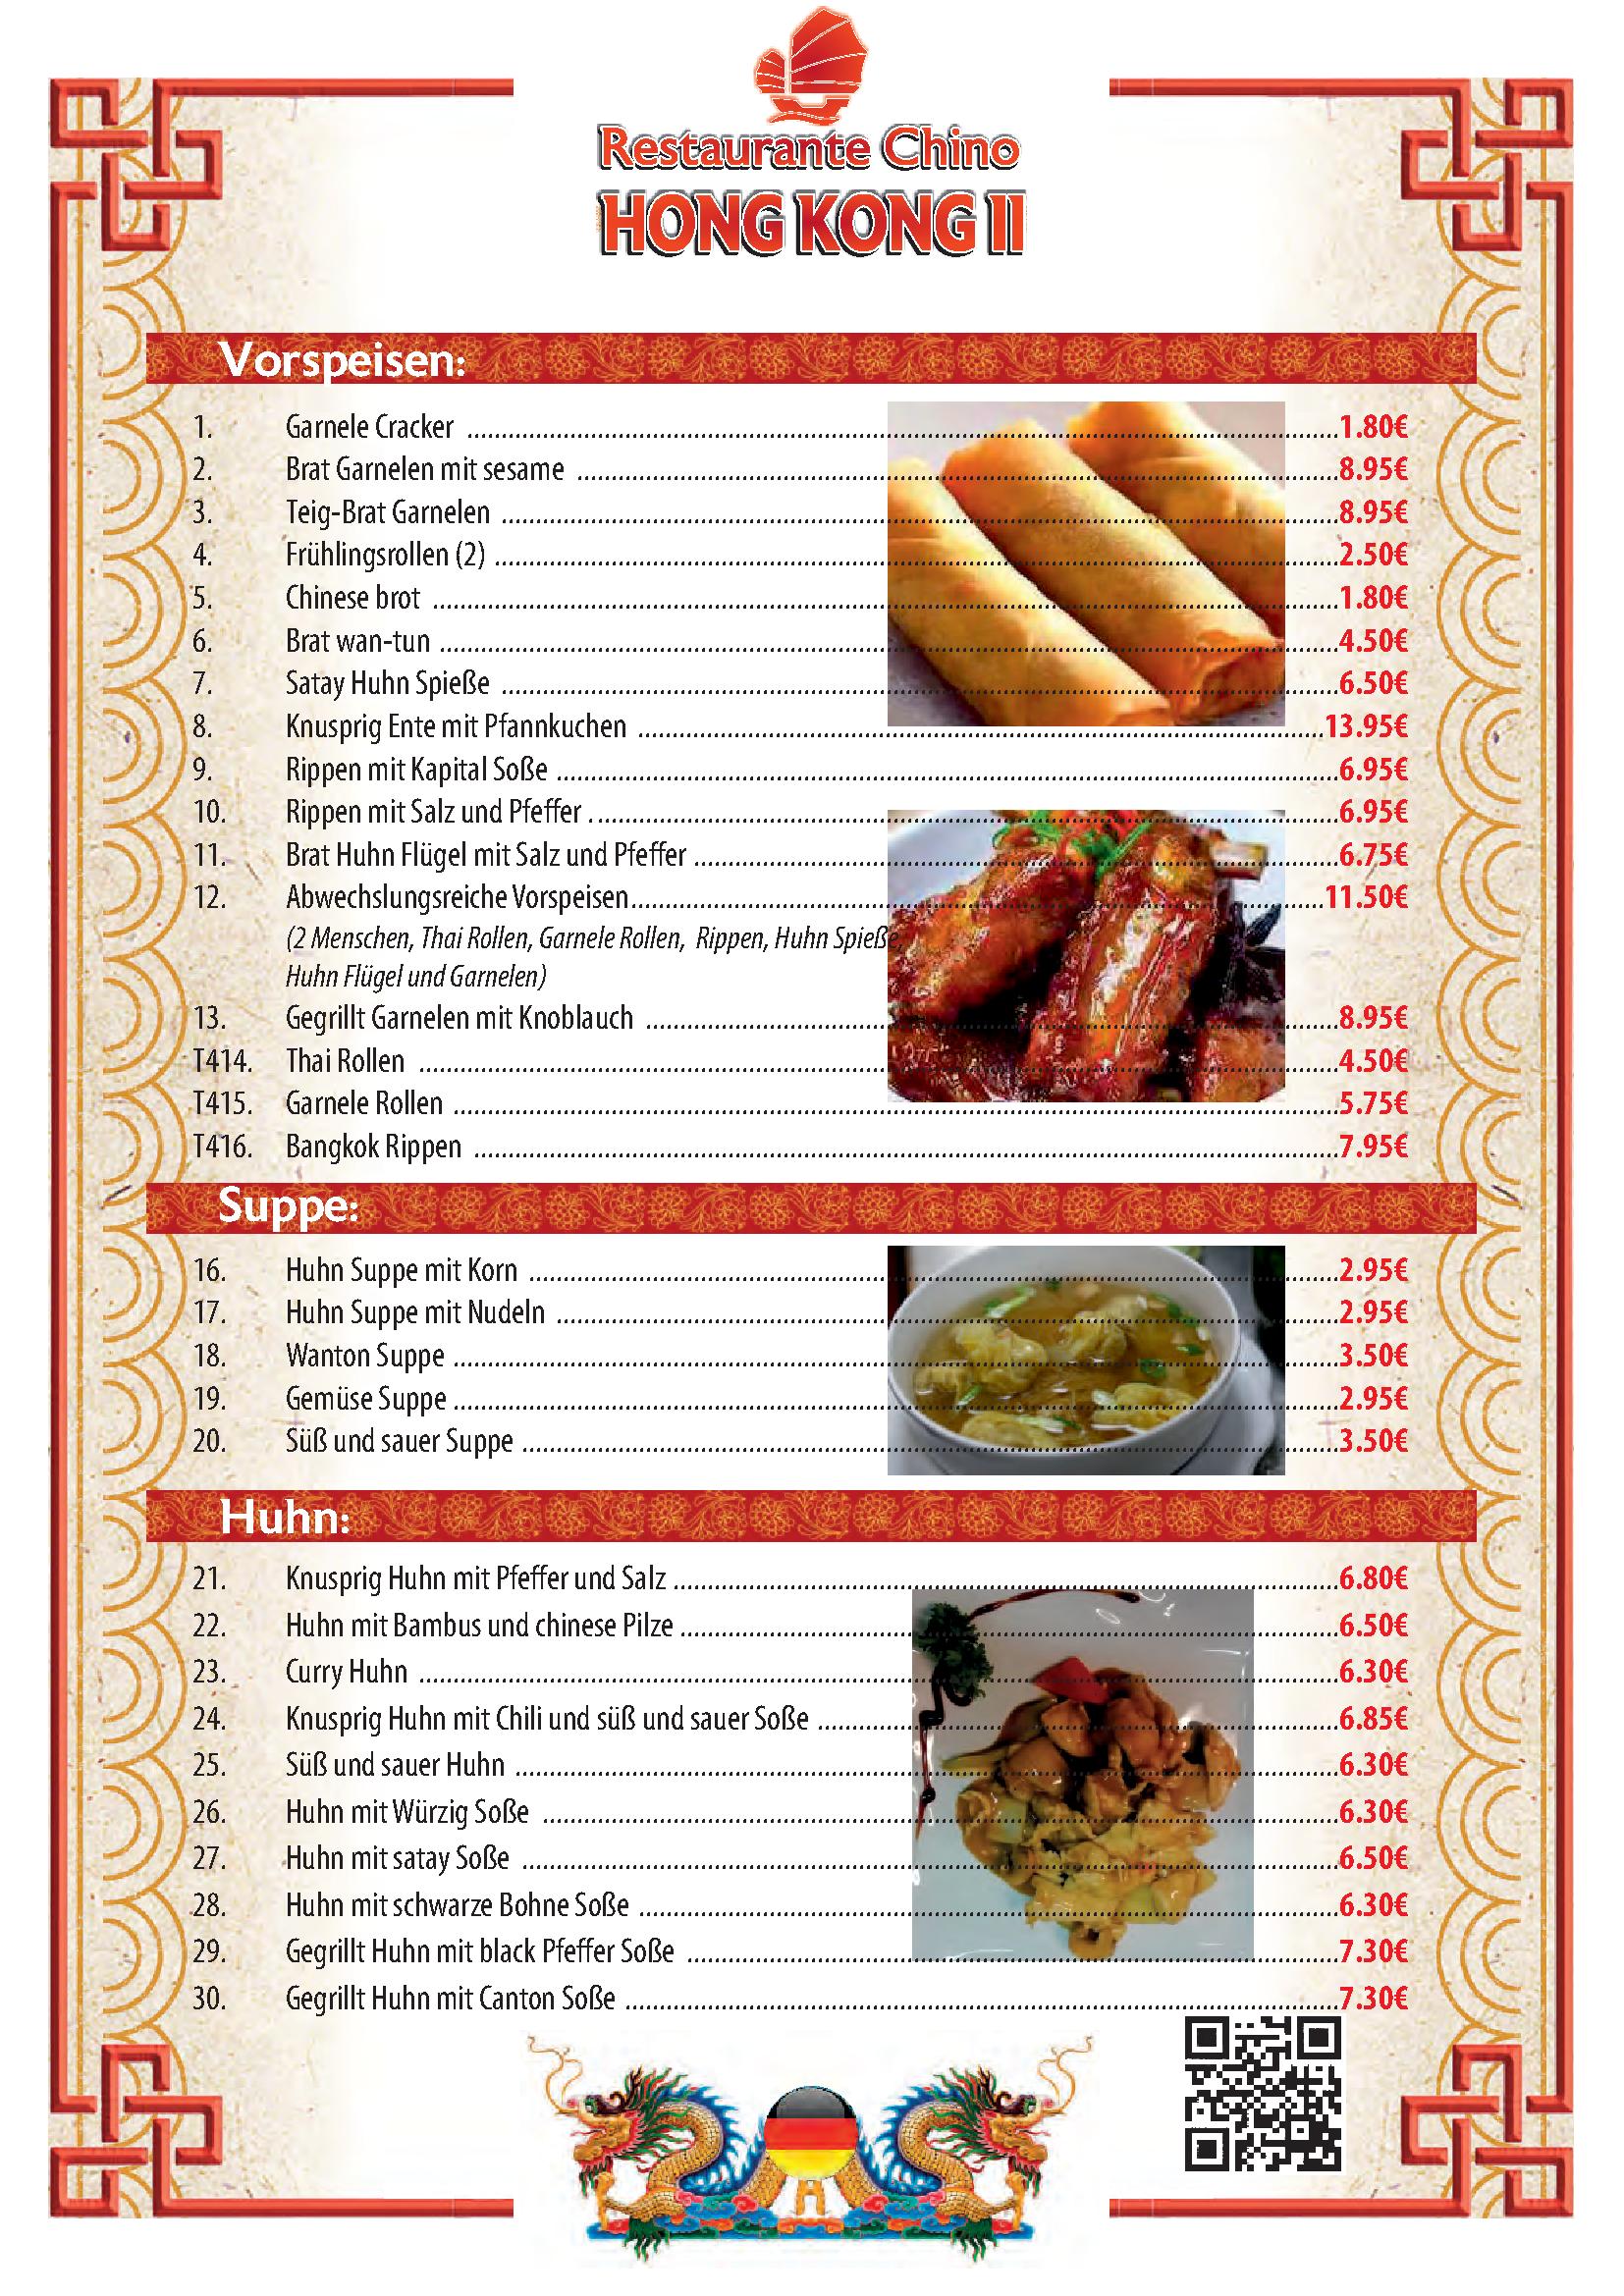 Restaurante Chino
HONG KONG II
Vorspeisen:
1. Garnele Cracker 1.80€
2. Brat Garnelen mit sesame 8.95€
3. Teig-Brat Garnelen 8.95€
4. Frühlingsrollen (2) 2.50€
5. Chinese brot 1.80€
6. Brat wan-tun 4.50€
7. Satay Huhn Spieße 6.50€
8. Knusprig Ente mit Pfannkuchen 13.95€
9. Rippen mit Kapital Soße 6.95€
10. Rippen mit Salz und Pfeffer 6.95€
11. Brat Huhn Flügel mit Salz und Pfeffer 6.75€
12. Abwechslungsreiche Vorspeisen 11.50€
(2 Menschen, Thai Rollen, Garnele Rollen, Rippen, Huhn Spieße,
Huhn Flügel und Garnelen)
13. Gegrillt Garnelen mit Knoblauch 8.95€
T414. Thai Rollen 4.50€
T415. Garnele Rollen 5.75€
T416. Bangkok Rippen 7.95€
Suppe:
16. Huhn Suppe mit Korn 2.95€
17. Huhn Suppe mit Nudeln 2.95€
18. Wanton Suppe 3.50€
19. Gemüse Suppe 2.95€
20. Süß und sauer Suppe 3.50€
Huhn:
21. Knusprig Huhn mit Pfeffer und Salz 6.80€
22. Huhn mit Bambus und chinese Pilze 6.50€
23. Curry Huhn 6.30€
24. Knusprig Huhn mit Chili und süß und sauer Soße 6.85€
25. Süß und sauer Huhn 6.30€
26. Huhn mit Würzig Soße 6.30€
27. Huhn mit satay Soße 6.50€
28. Huhn mit schwarze Bohne Soße 6.30€
29. Gegrillt Huhn mit black Pfeffer Soße 7.30€
30. Gegrillt Huhn mit Canton Soße 7.30€